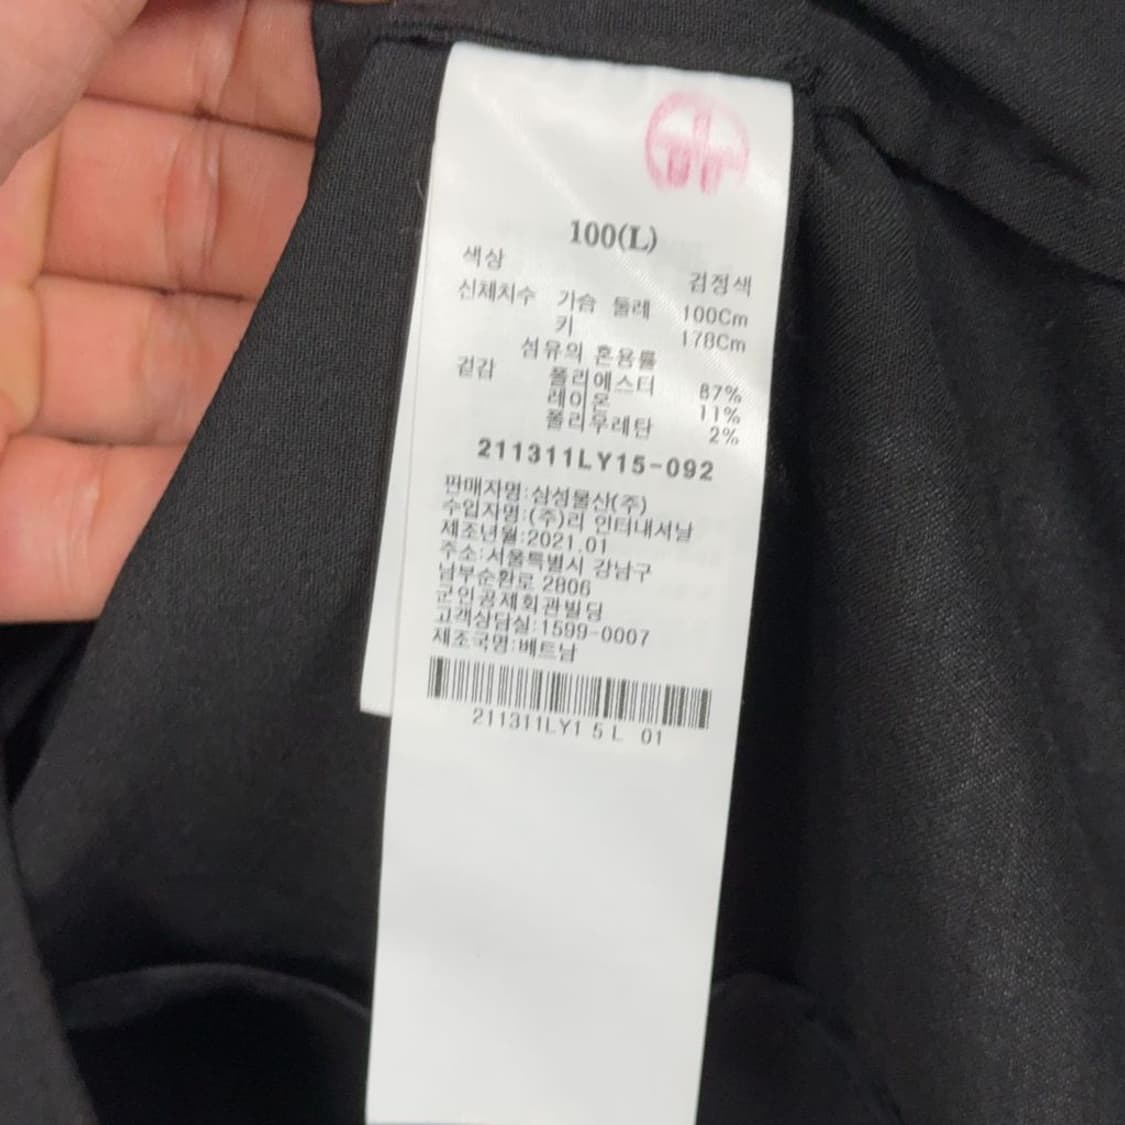 100(L)
색상 검정색
신체치수 가슴 둘레 100Cm
키 178Cm
섬유의 혼용률
겉감 폴리에스터 87%
레이온 11%
폴리우레탄 2%
211311LY15-092
판매자명:삼성물산(주)
수입자명:(주)리 인터내셔날
제조년월:2021.01
주소:서울특별시 강남구
남부순환로 2806
군인공제회관빌딩
고객상담실:1599-0007
제조국명:베트남
211311LY1 5 L 01